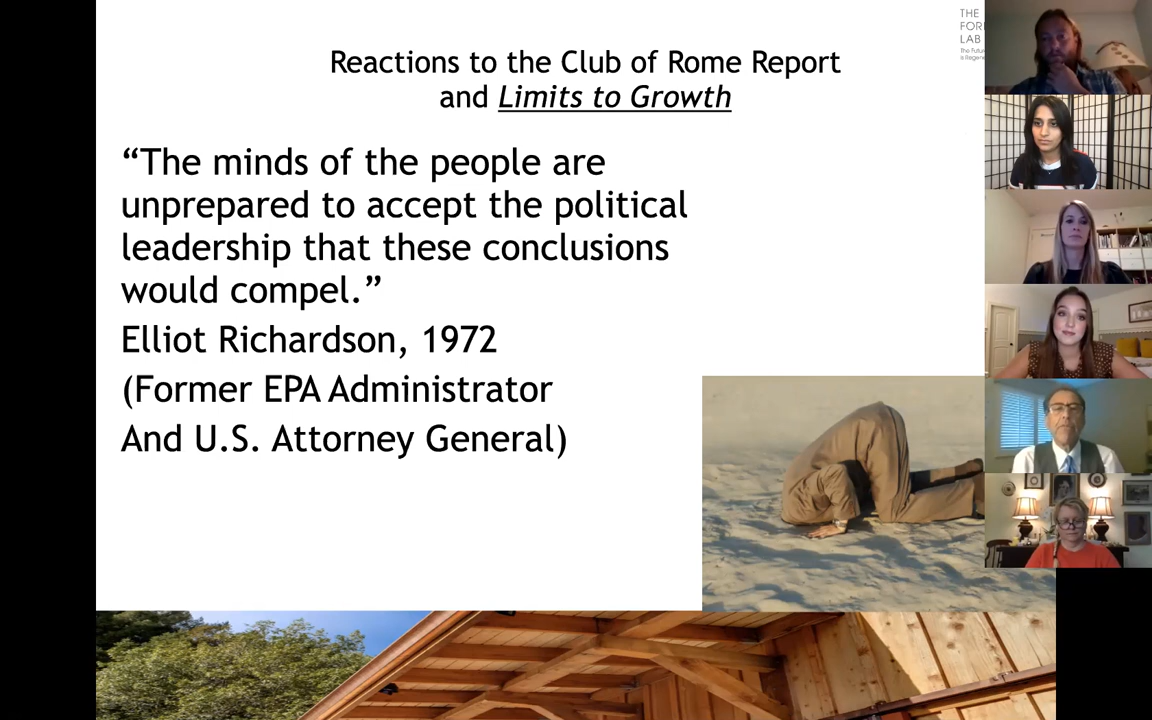 Reactions to the Club of Rome Report
and Limits to Growth
“The minds of the people are
unprepared to accept the political
leadership that these conclusions
would compel.”
Elliot Richardson, 1972
(Former EPA Administrator
And U.S. Attorney General)
THE
LAB